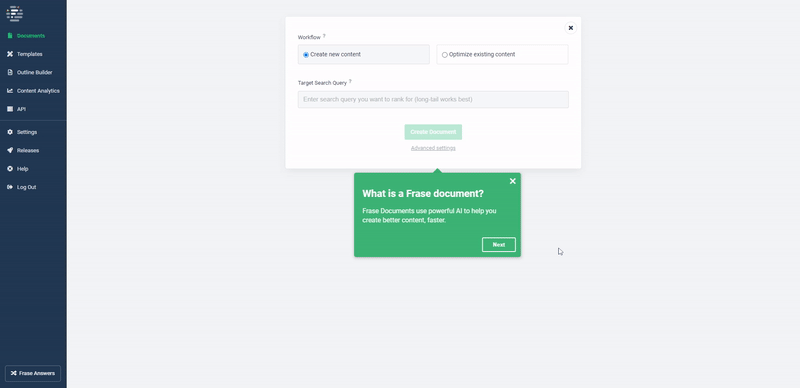 Documents
Templates
Outline Builder
Content Analytics
API
Settings
Releases
Help
Log Out
Frase Answers
Workflow ?
Create new content
Optimize existing content
Target Search Query ?
Enter search query you want to rank for (long-tail works best)
Create Document
Advanced settings
What is a Frase document?
Frase Documents use powerful AI to help you
create better content, faster.
Next